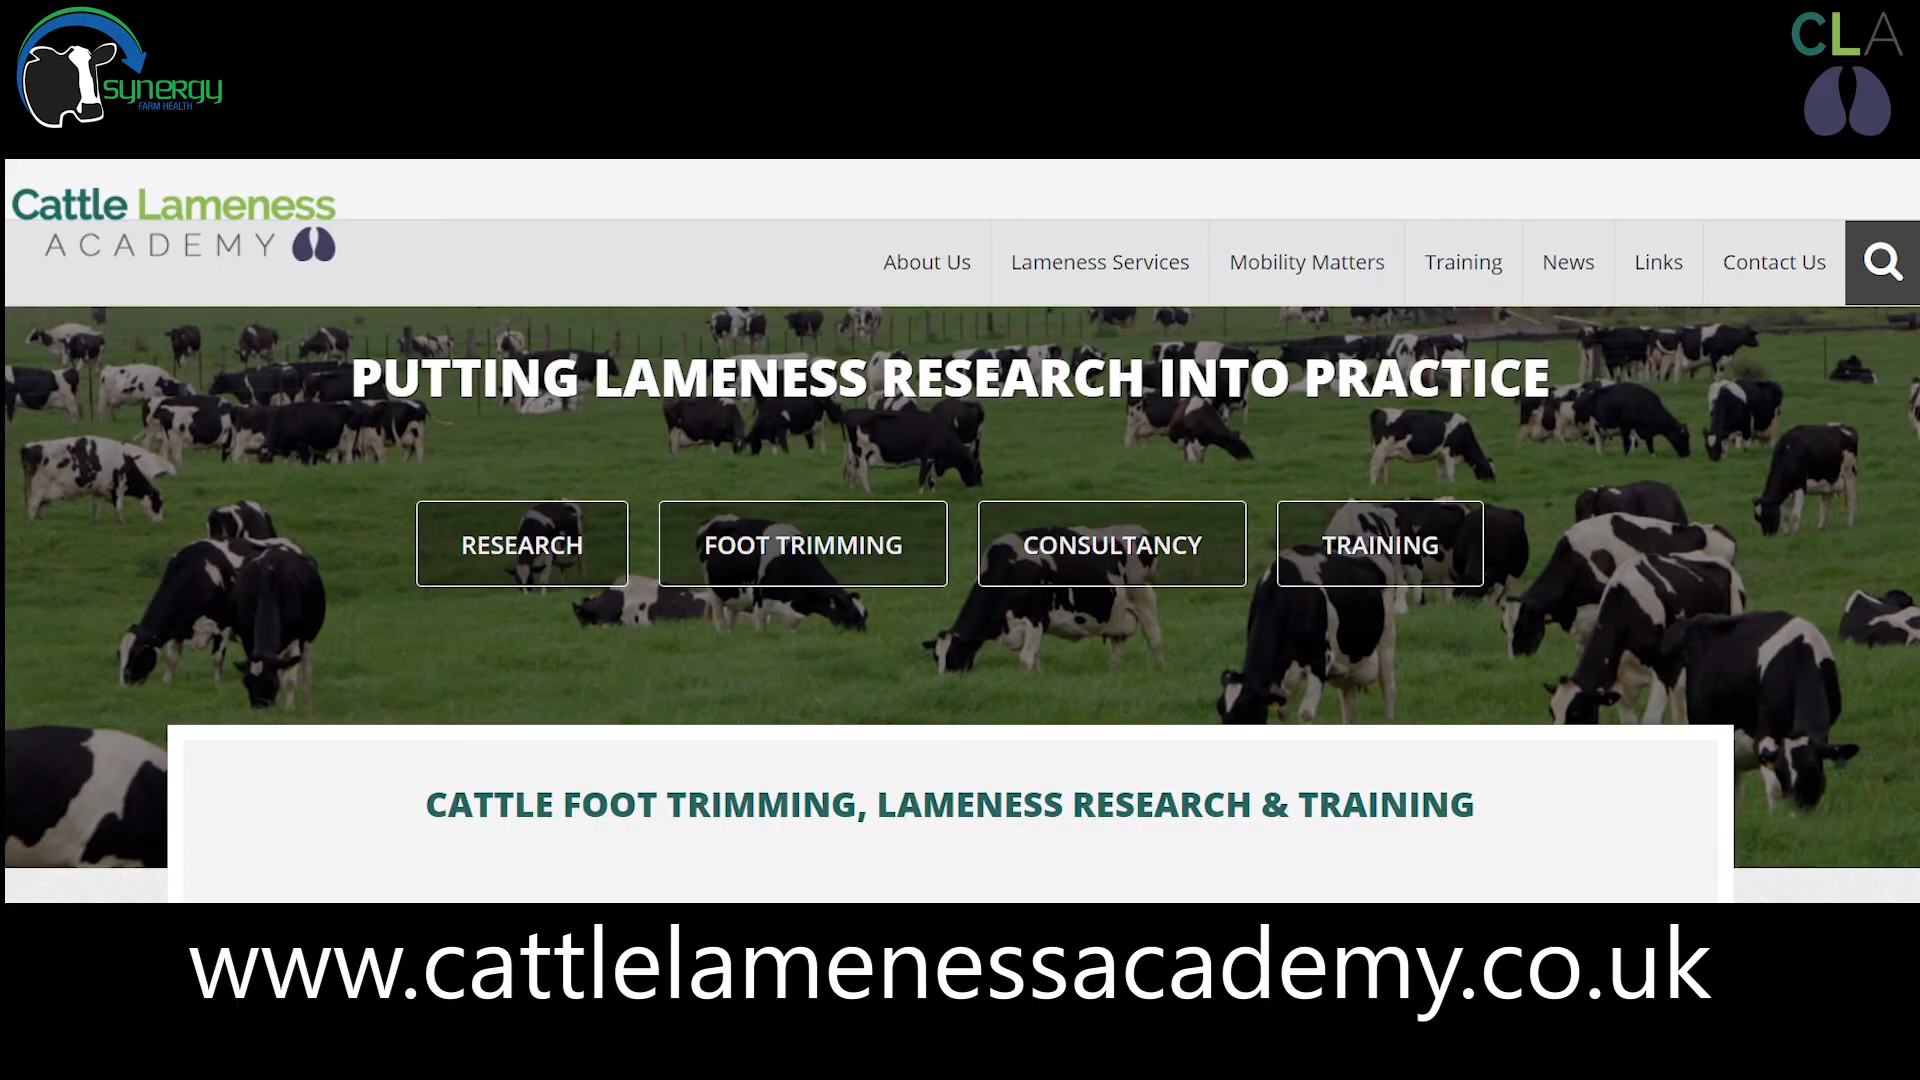 synergy
FARM HEALTH
CLA
Cattle Lameness
ACADEMY
About Us
Lameness Services
Mobility Matters
Training
News
Links
Contact Us
PUTTING LAMENESS RESEARCH INTO PRACTICE
RESEARCH
FOOT TRIMMING
CONSULTANCY
TRAINING
CATTLE FOOT TRIMMING, LAMENESS RESEARCH & TRAINING
www.cattlelamenessacademy.co.uk